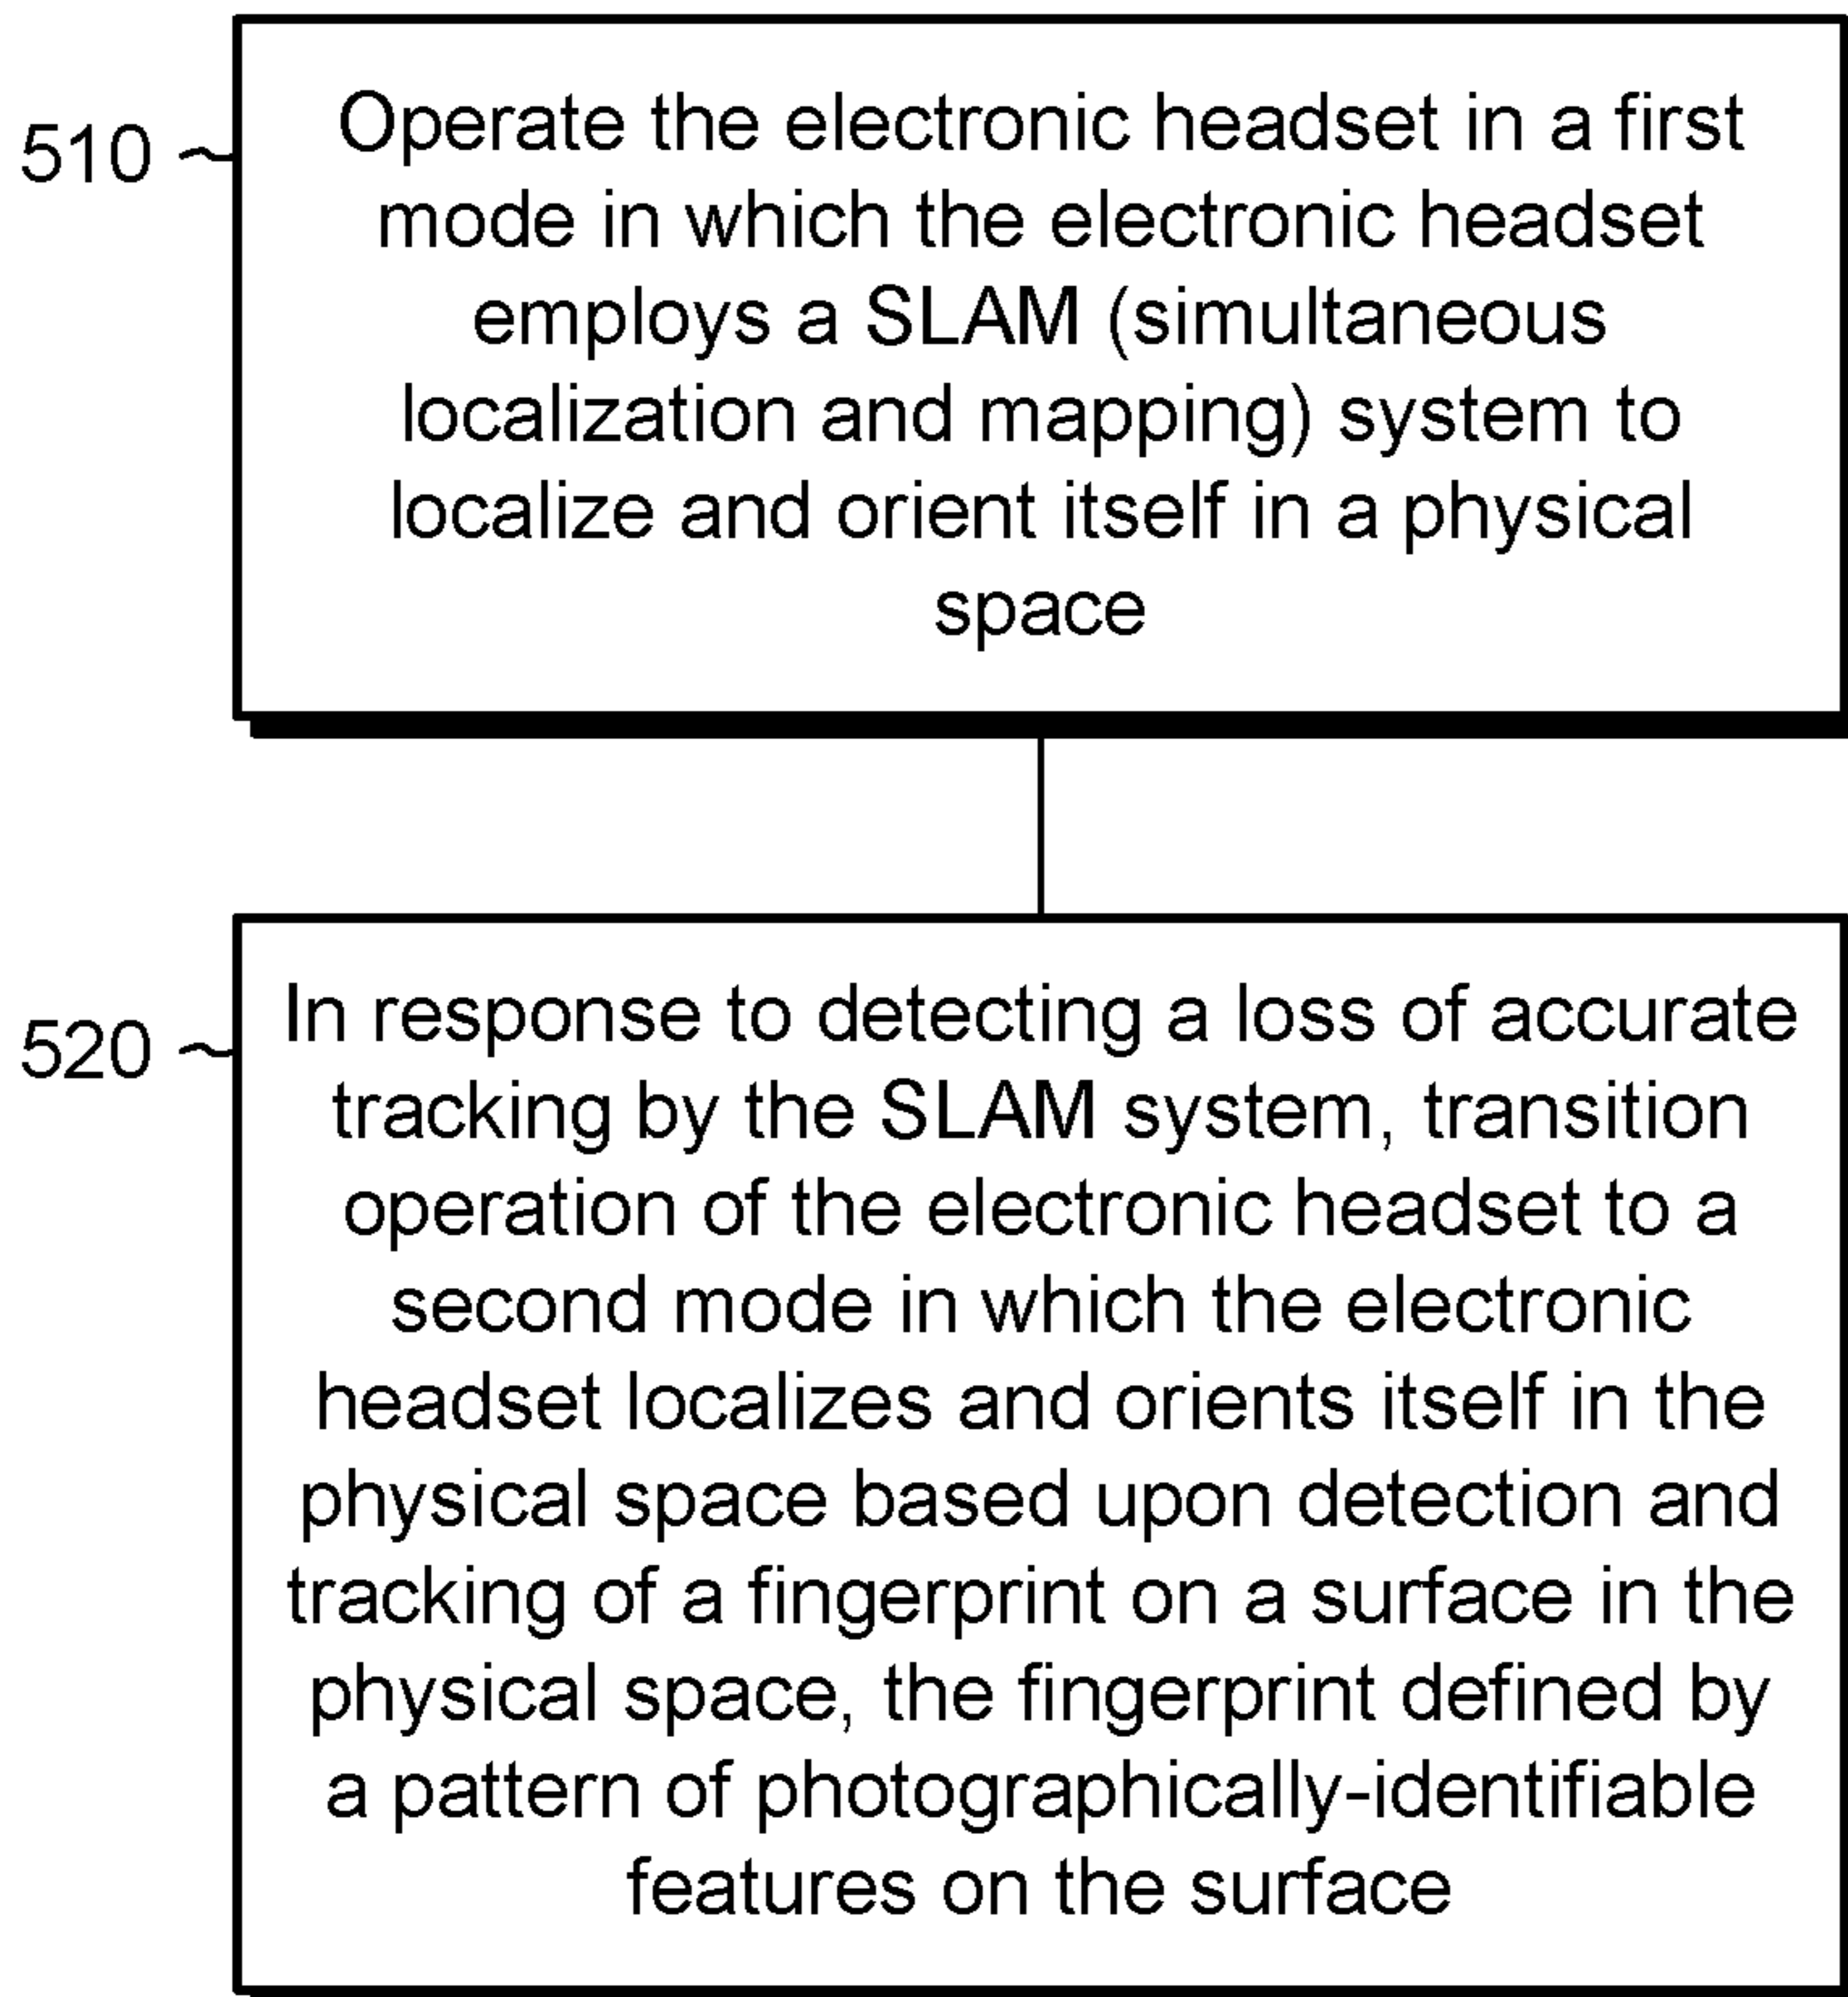 510
Operate the electronic headset in a first
mode in which the electronic headset
employs a SLAM (simultaneous
localization and mapping) system to
localize and orient itself in a physical
space
520
In response to detecting a loss of accurate
tracking by the SLAM system, transition
operation of the electronic headset to a
second mode in which the electronic
headset localizes and orients itself in the
physical space based upon detection and
tracking of a fingerprint on a surface in the
physical space, the fingerprint defined by
a pattern of photographically-identifiable
features on the surface